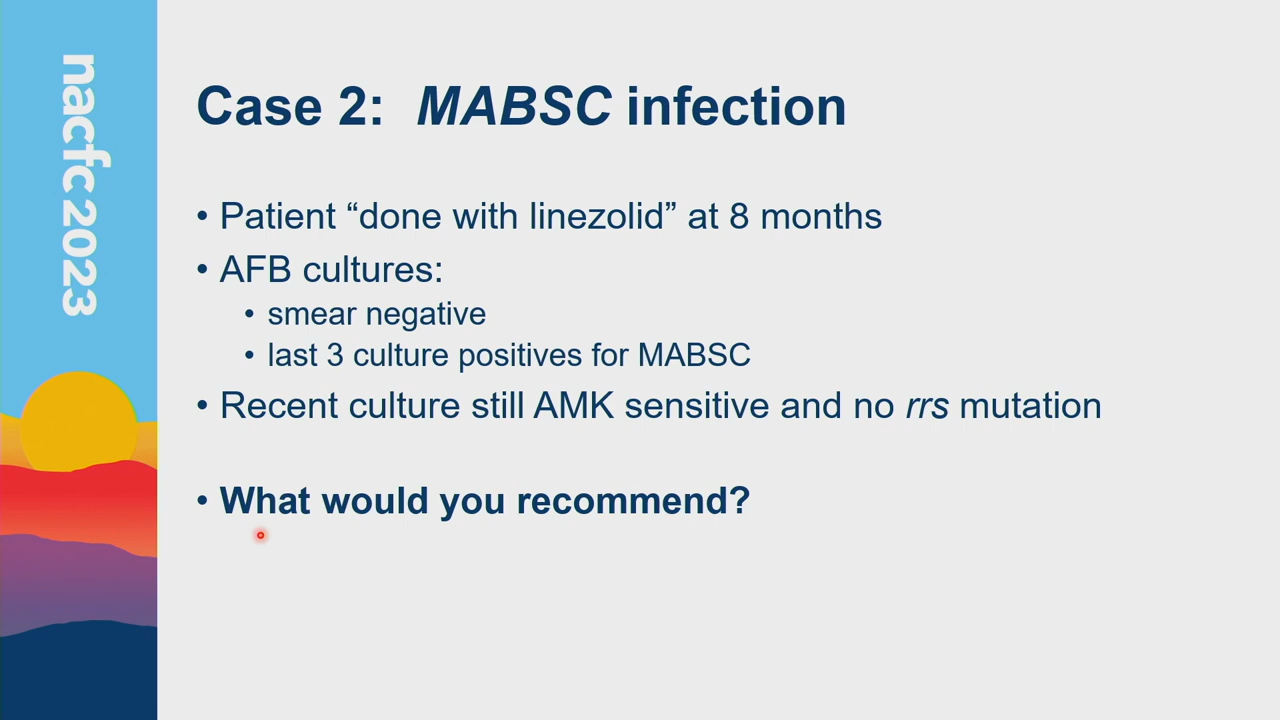 nacfc 2023
Case 2: MABSC infection
• Patient “done with linezolid” at 8 months
• AFB cultures:
• smear negative
• last 3 culture positives for MABSC
• Recent culture still AMK sensitive and no rrs mutation
• What would you recommend?